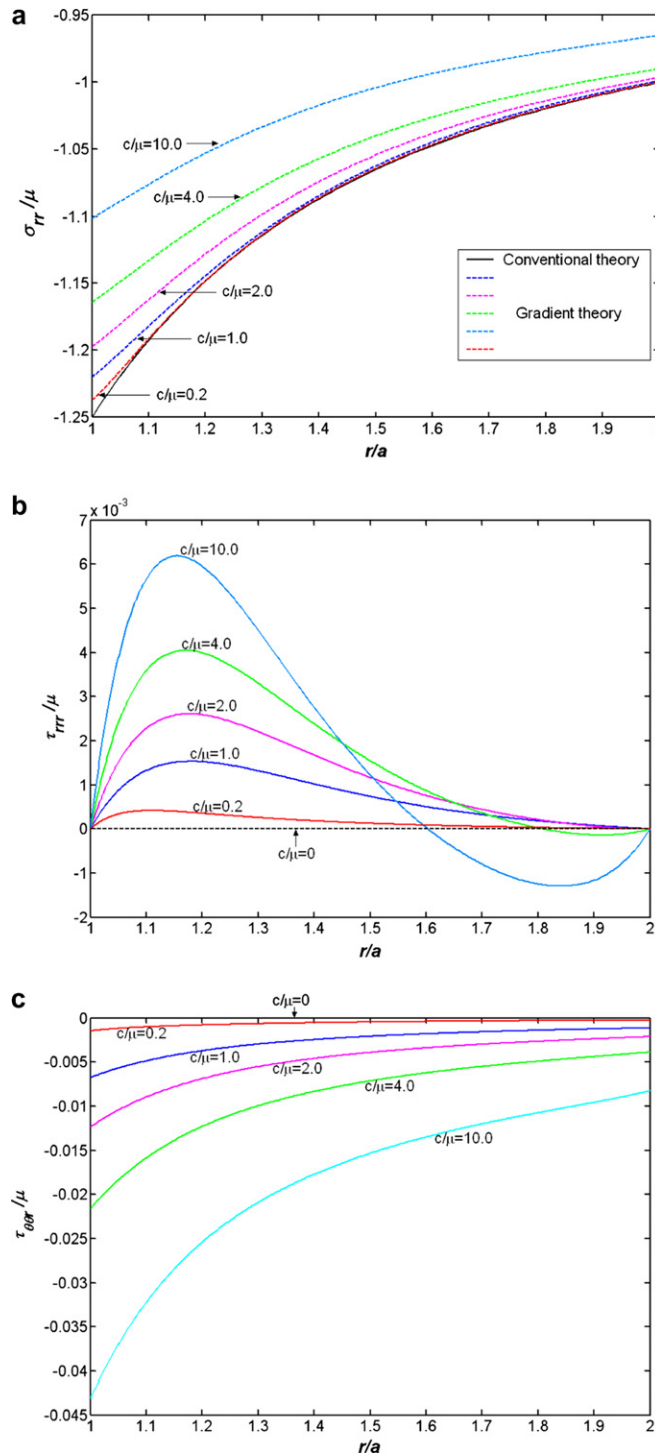 a
-0.95
-1
-1.05
-1.1
-1.15
-1.2
-1.25
σrr/μ
c/μ=10.0
c/μ=4.0
c/μ=2.0
c/μ=1.0
c/μ=0.2
Conventional theory
Gradient theory
1 1.1 1.2 1.3 1.4 1.5 1.6 1.7 1.8 1.9
r/a
b
7 × 10⁻³
6
5
4
3
2
1
0
-1
-2
τrrr/μ
c/μ=10.0
c/μ=4.0
c/μ=2.0
c/μ=1.0
c/μ=0.2
c/μ=0
1 1.1 1.2 1.3 1.4 1.5 1.6 1.7 1.8 1.9 2
r/a
c
0
-0.005
-0.01
-0.015
-0.02
-0.025
-0.03
-0.035
-0.04
-0.045
τθθr/μ
c/μ=0
c/μ=0.2
c/μ=1.0
c/μ=2.0
c/μ=4.0
c/μ=10.0
1 1.1 1.2 1.3 1.4 1.5 1.6 1.7 1.8 1.9 2
r/a